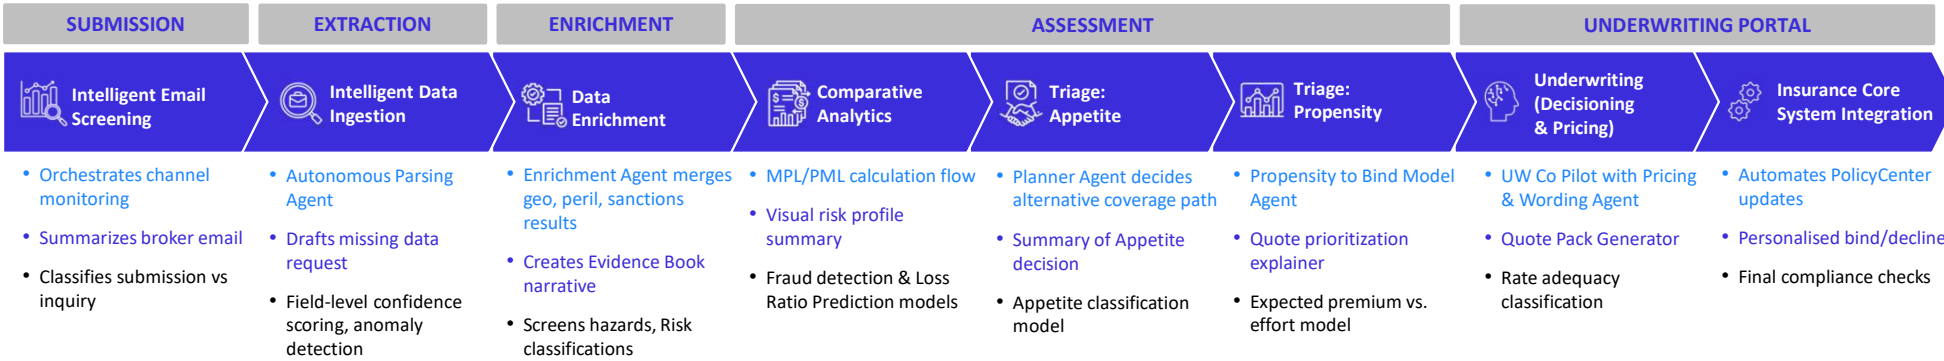 SUBMISSION
EXTRACTION
ENRICHMENT
ASSESSMENT
UNDERWRITING PORTAL
Intelligent Email
Screening
Intelligent Data
Ingestion
Data
Enrichment
Comparative
Analytics
Triage:
Appetite
Triage:
Propensity
Underwriting
(Decisioning
& Pricing)
Insurance Core
System Integration
• Orchestrates channel
monitoring
• Summarizes broker email
• Classifies submission vs
inquiry
• Autonomous Parsing
Agent
• Drafts missing data
request
• Field-level confidence
scoring, anomaly
detection
• Enrichment Agent merges
geo, peril, sanctions
results
• Creates Evidence Book
narrative
• Screens hazards, Risk
classifications
• MPL/PML calculation flow
• Visual risk profile
summary
• Fraud detection & Loss
Ratio Prediction models
• Planner Agent decides
alternative coverage path
• Summary of Appetite
decision
• Appetite classification
model
• Propensity to Bind Model
Agent
• Quote prioritization
explainer
• Expected premium vs.
effort model
• UW Co Pilot with Pricing
& Wording Agent
• Quote Pack Generator
• Rate adequacy
classification
• Automates PolicyCenter
updates
• Personalised bind/decline
• Final compliance checks